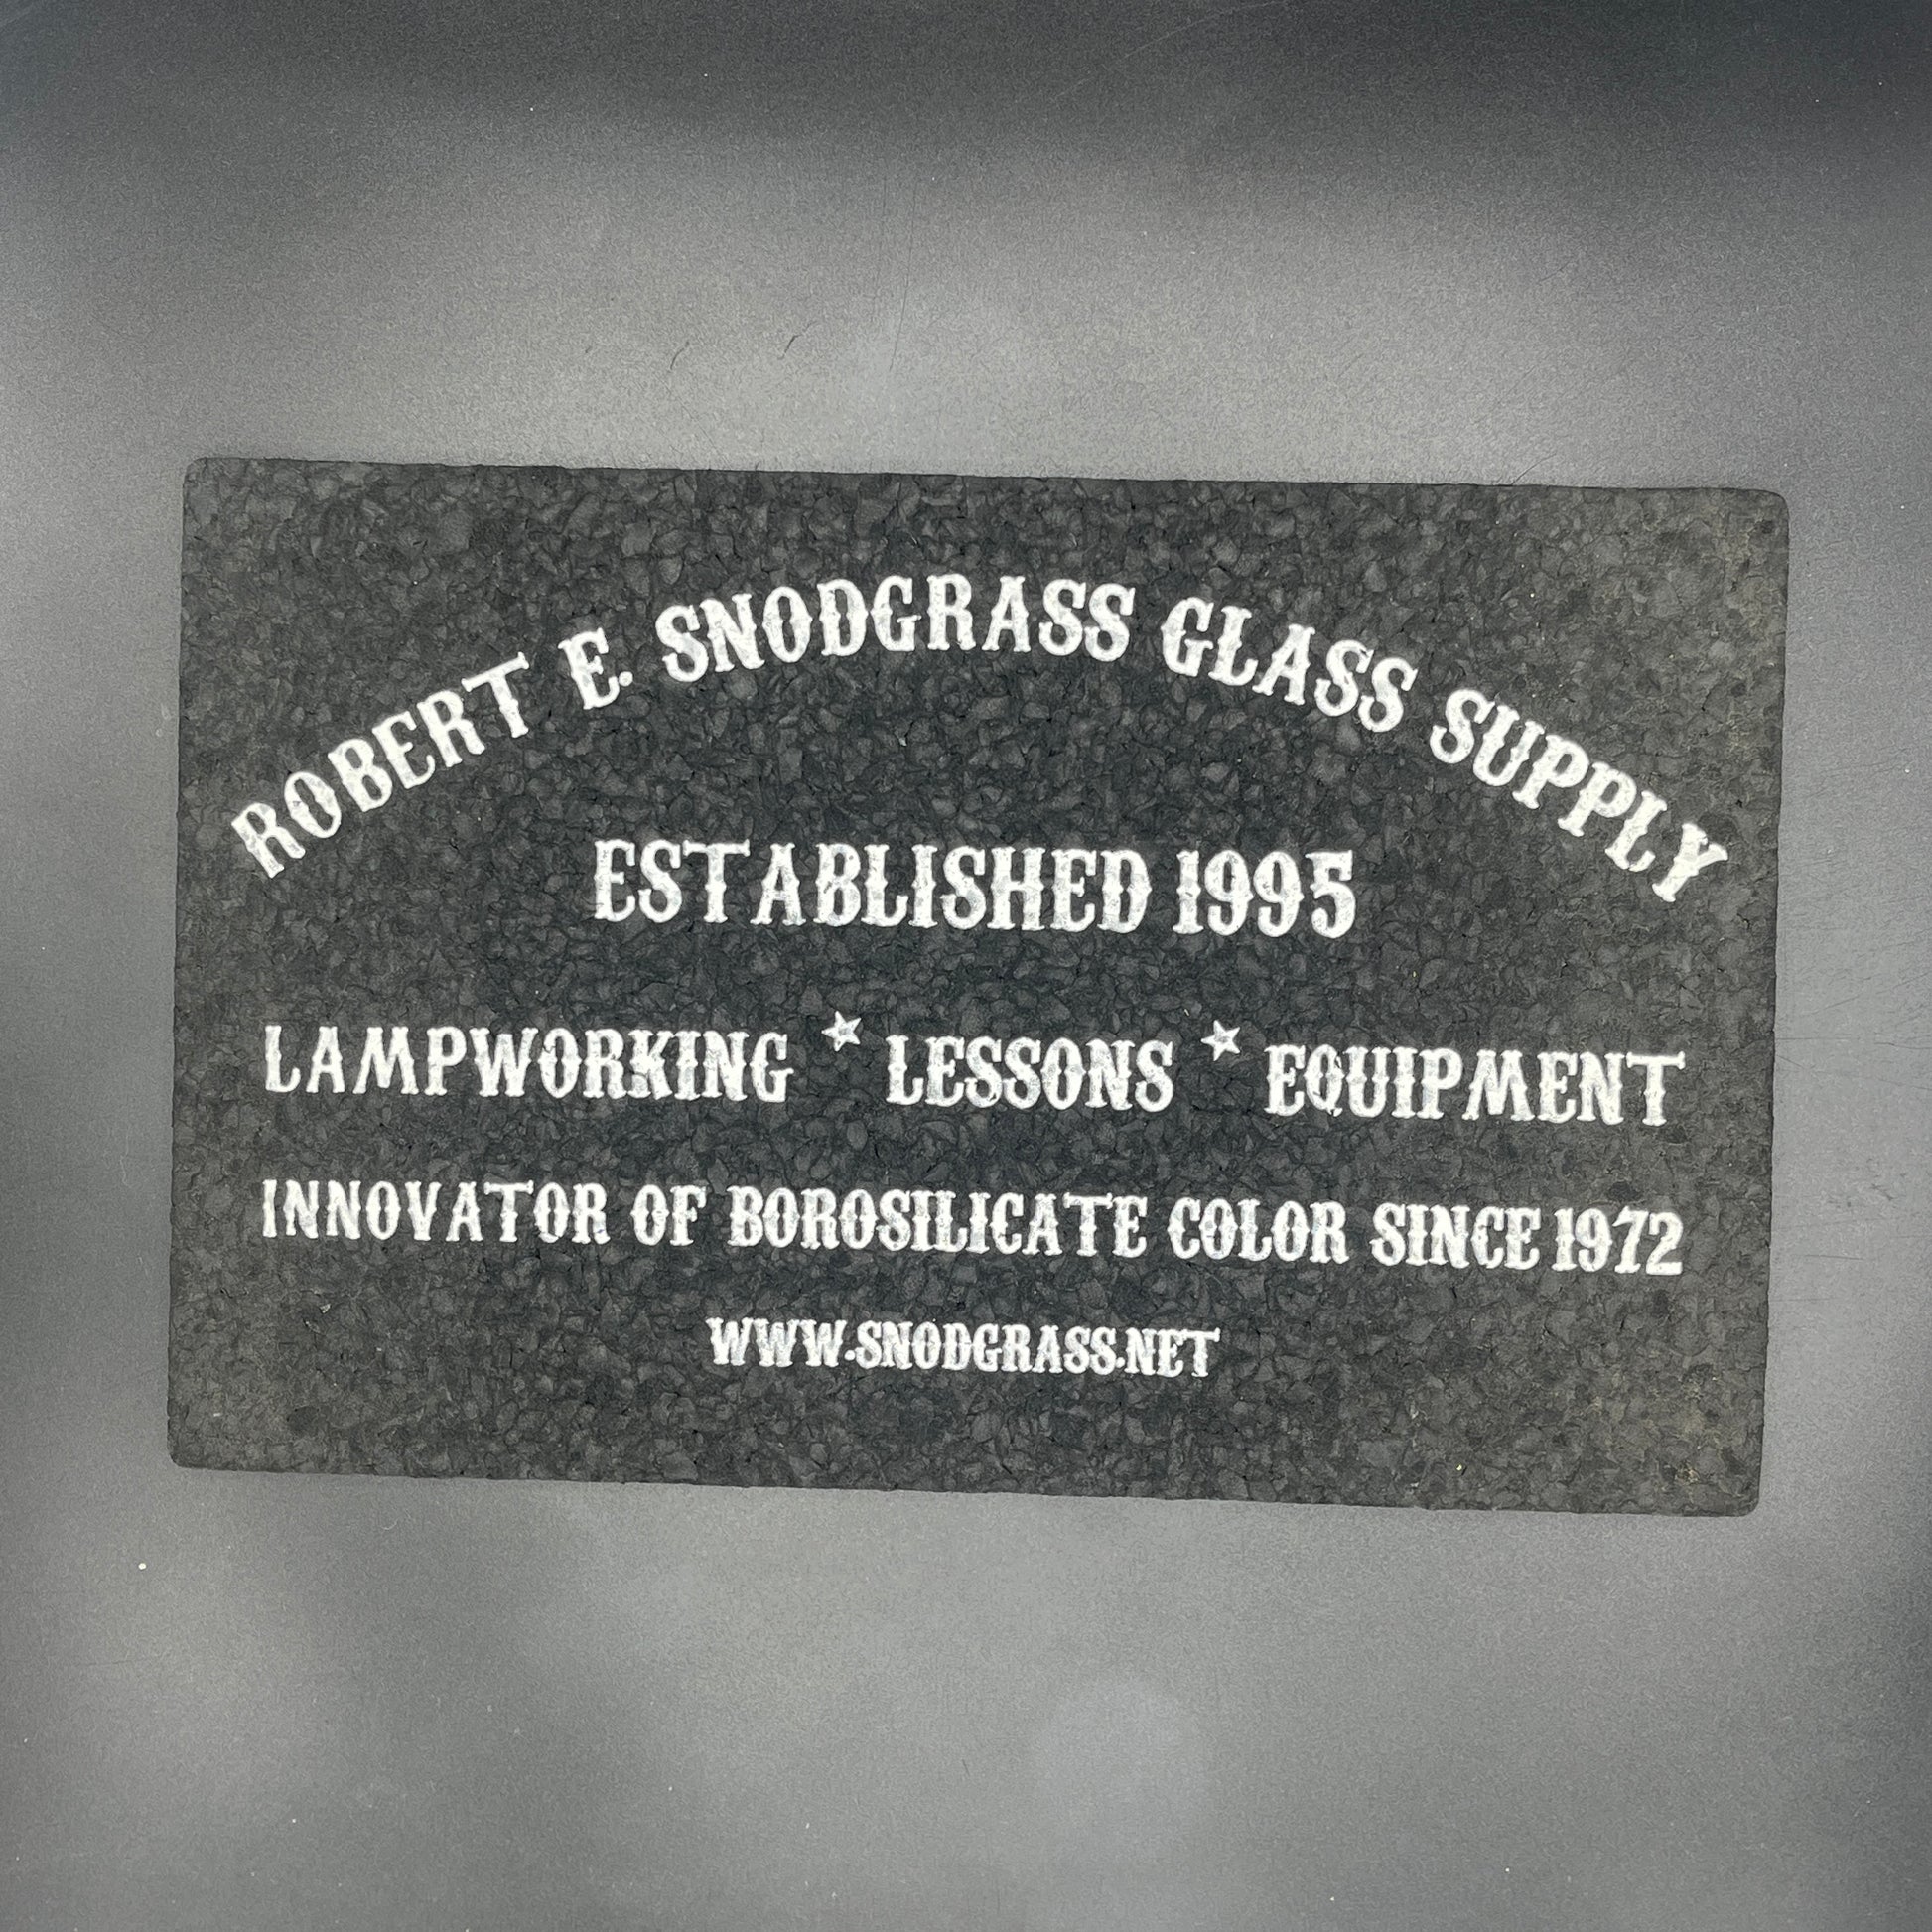 ROBERT E. SNODGRASS GLASS SUPPLY
ESTABLISHED 1995
LAMPWORKING ★ LESSONS ★ EQUIPMENT
INNOVATOR OF BOROSILICATE COLOR SINCE 1972
WWW.SNODGRASS.NET